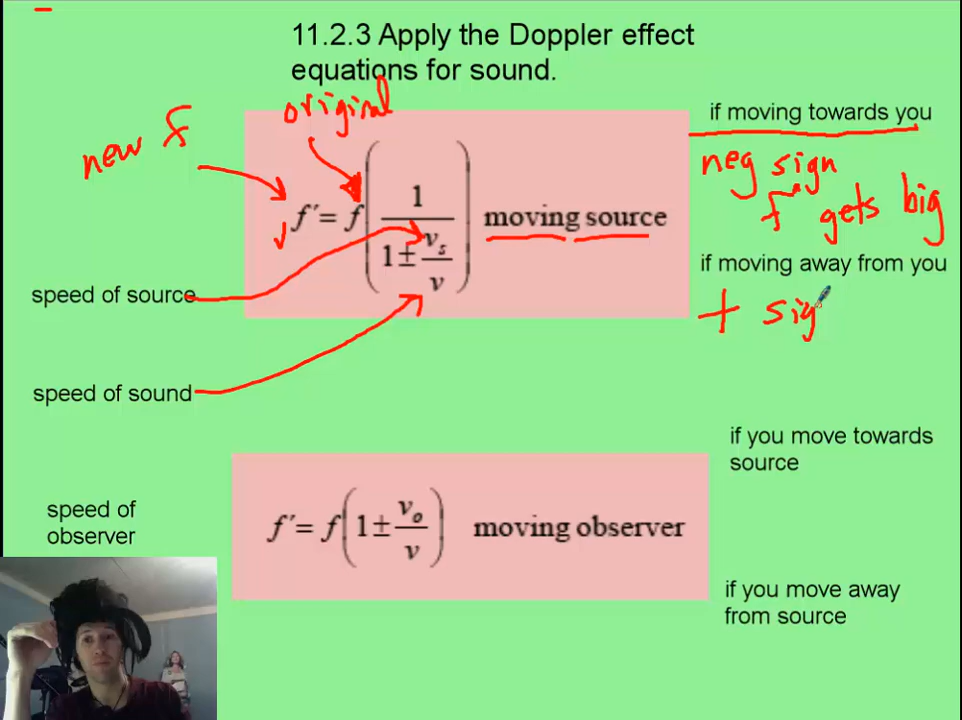 11.2.3 Apply the Doppler effect
equations for sound.
original
new f
if moving towards you
neg sign
f' gets big
f' = f ( 1 / ( 1 ± vₛ / v ) ) moving source
if moving away from you
+ sig
speed of source
speed of sound
if you move towards
source
speed of
observer
f' = f ( 1 ± vₒ / v ) moving observer
if you move away
from source